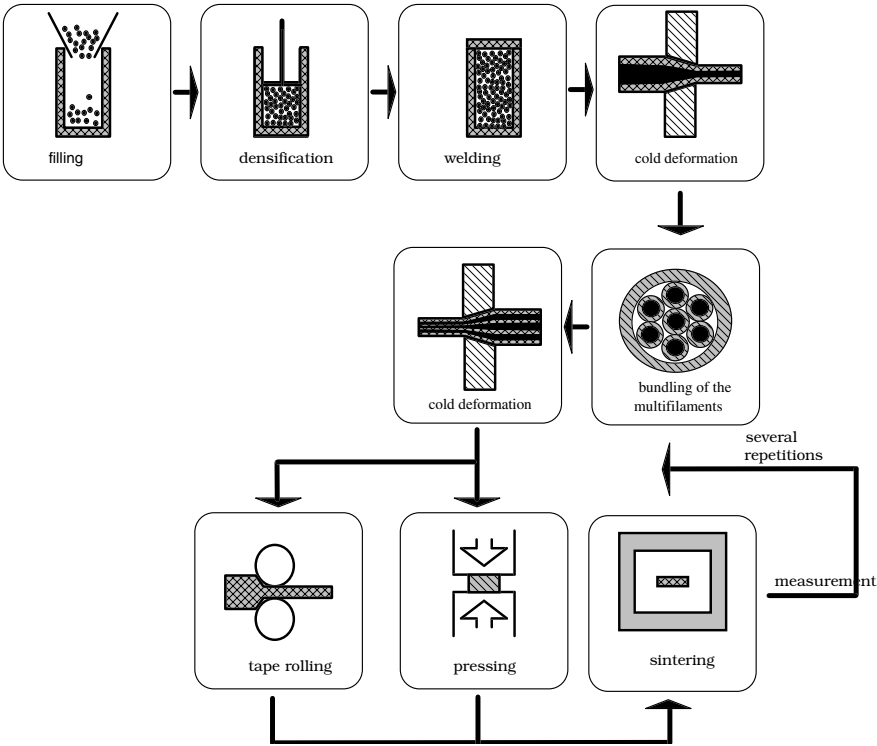 filling
densification
welding
cold deformation
bundling of the
multifilaments
cold deformation
several
repetitions
measurement
tape rolling
pressing
sintering